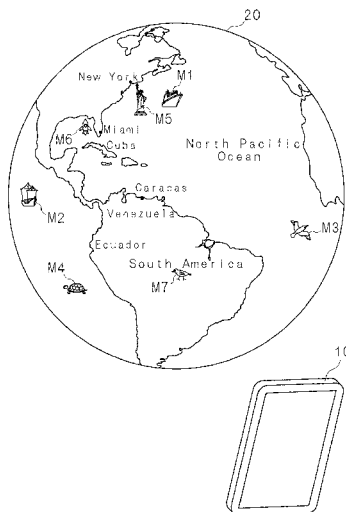 20
New York
M1
M5
M6
Miami
Cuba
North Pacific
Ocean
Caracas
M2
Venezuela
M3
Ecuador
M4
South America
M7
10